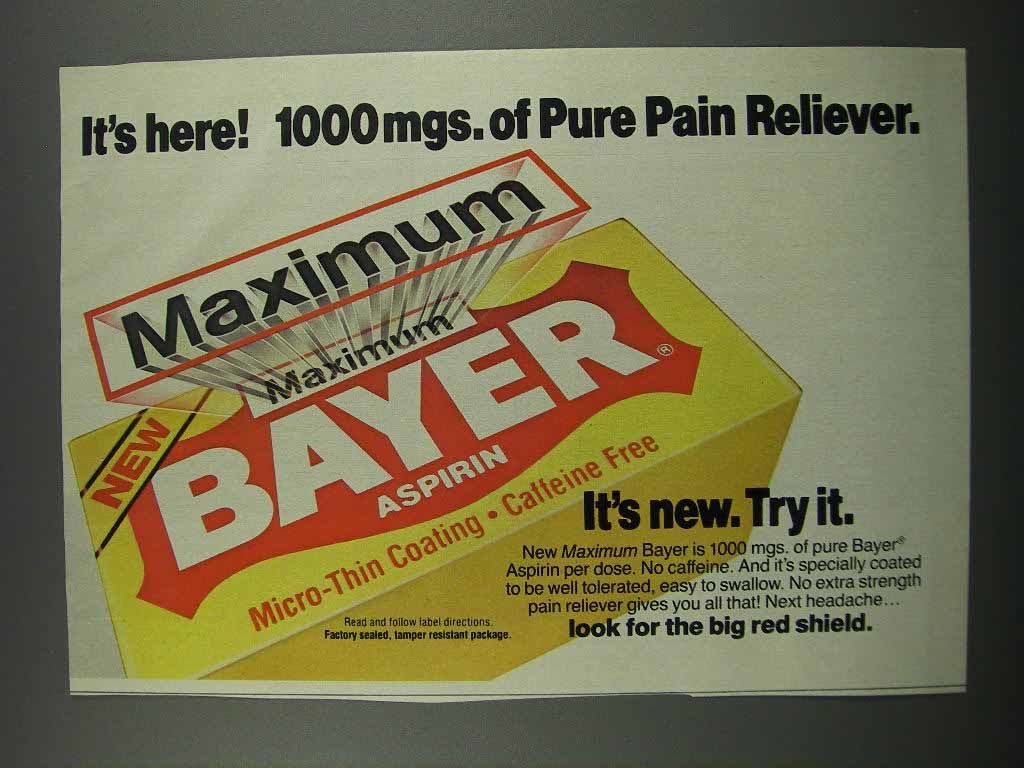 It's here! 1000 mgs. of Pure Pain Reliever.
Maximum
Maximum
NEW
BAYER®
ASPIRIN
Micro-Thin Coating • Caffeine Free
It's new. Try it.
New Maximum Bayer is 1000 mgs. of pure Bayer®
Aspirin per dose. No caffeine. And it's specially coated
to be well tolerated, easy to swallow. No extra strength
pain reliever gives you all that! Next headache...
look for the big red shield.
Read and follow label directions.
Factory sealed, tamper resistant package.